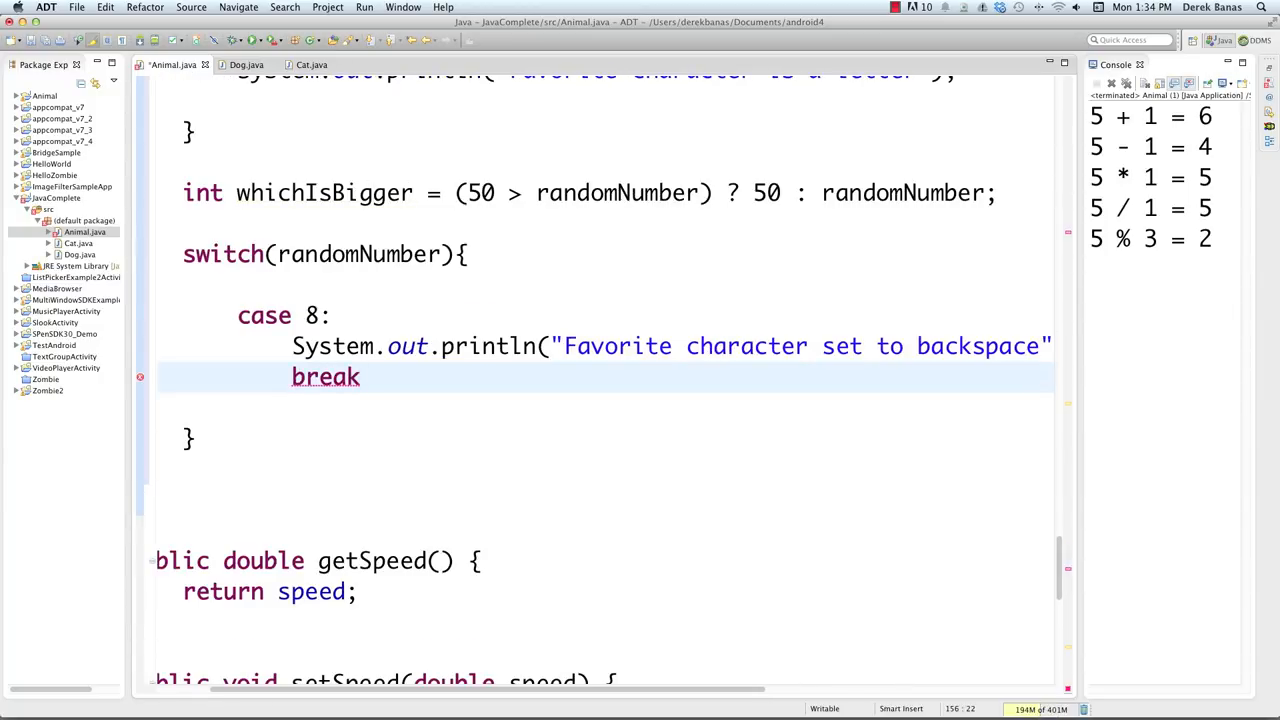 ADT File Edit Refactor Source Navigate Search Project Run Window Help 10 Mon 1:34 PM Derek Banas
Java – JavaComplete/src/Animal.java – ADT – /Users/derekbanas/Documents/android4
Quick Access Java DDMS
Package Exp
*Animal.java Dog.java Cat.java
Console
<terminated> Animal (1) [Java Application] /S
Animal
appcompat_v7
appcompat_v7_2
appcompat_v7_3
appcompat_v7_4
BridgeSample
HelloWorld
HelloZombie
ImageFilterSampleApp
JavaComplete
src
(default package)
Animal.java
Cat.java
Dog.java
JRE System Library [Ja
ListPickerExample2Activi
MediaBrowser
MultiWindowSDKExample
MusicPlayerActivity
SlookActivity
SPenSDK30_Demo
TestAndroid
TextGroupActivity
VideoPlayerActivity
Zombie
Zombie2
System.out.println("Favorite character is a letter");
}
int whichIsBigger = (50 > randomNumber) ? 50 : randomNumber;
switch(randomNumber){
case 8:
System.out.println("Favorite character set to backspace"
break
}
blic double getSpeed() {
return speed;
blic void setSpeed(double speed) {
5 + 1 = 6
5 - 1 = 4
5 * 1 = 5
5 / 1 = 5
5 % 3 = 2
Writable Smart Insert 156 : 22 194M of 401M